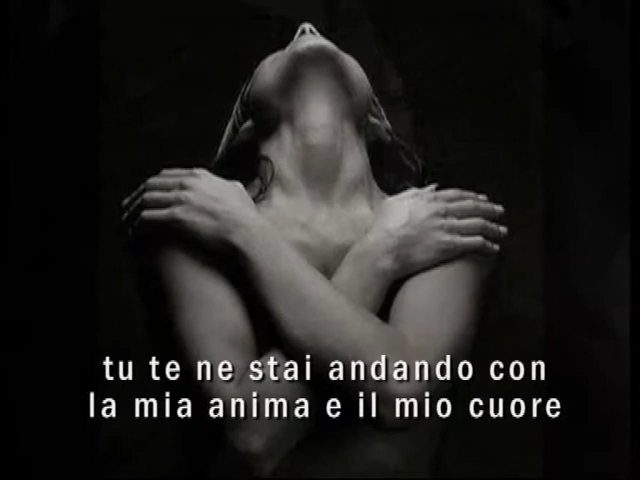 tu te ne stai andando con
la mia anima e il mio cuore